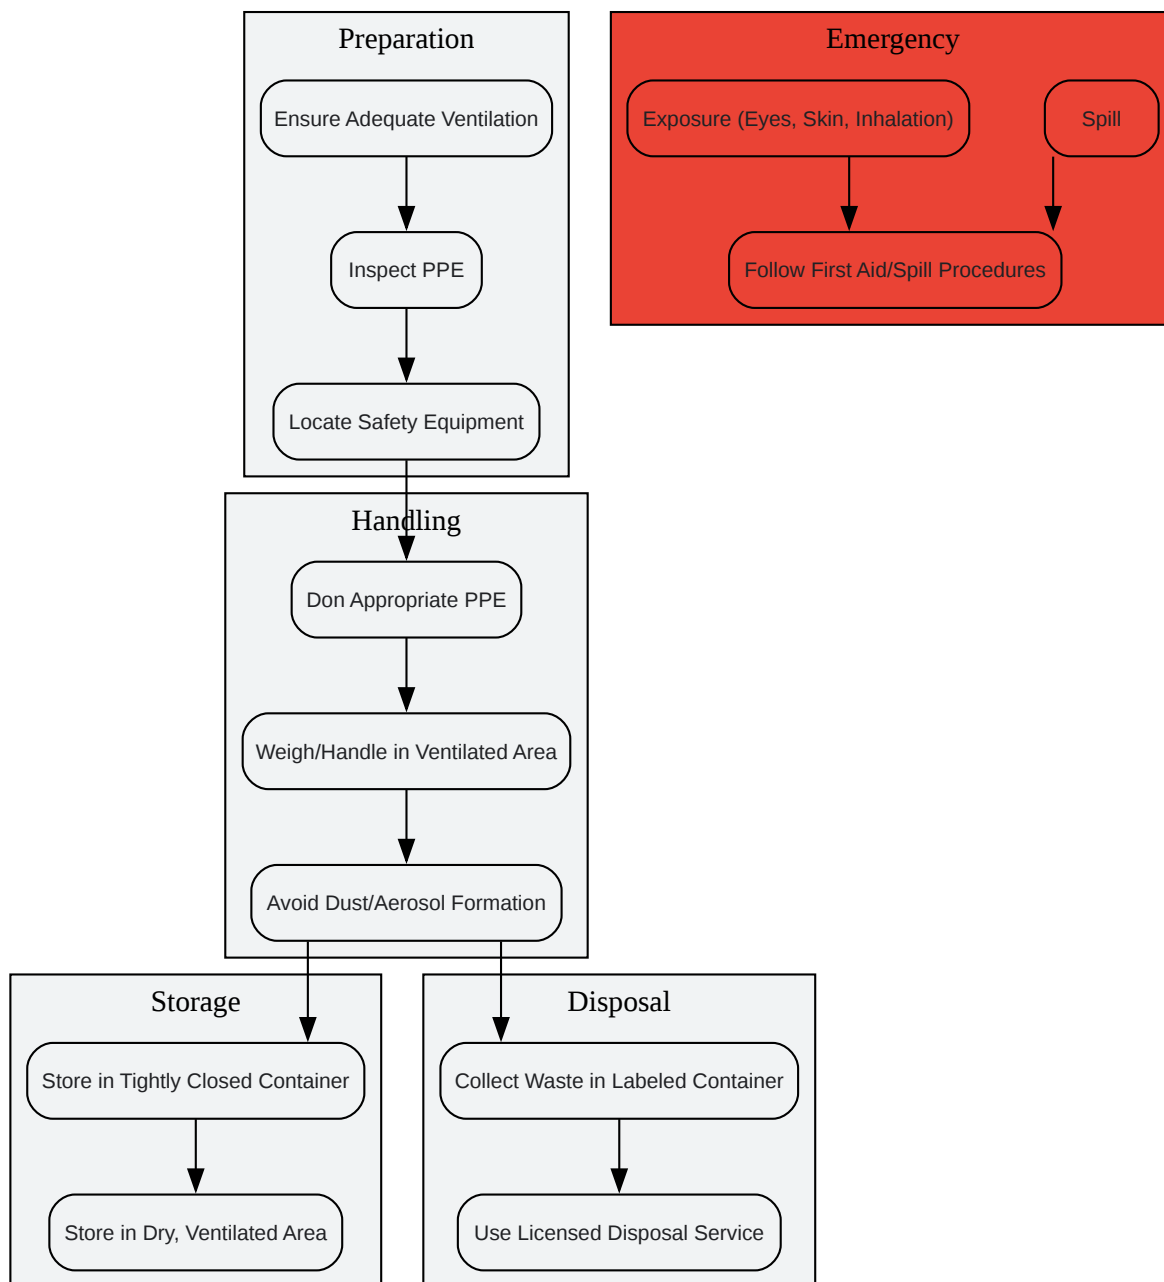 Preparation
Ensure Adequate Ventilation
Inspect PPE
Locate Safety Equipment
Emergency
Exposure (Eyes, Skin, Inhalation)
Spill
Follow First Aid/Spill Procedures
Handling
Don Appropriate PPE
Weigh/Handle in Ventilated Area
Avoid Dust/Aerosol Formation
Storage
Store in Tightly Closed Container
Store in Dry, Ventilated Area
Disposal
Collect Waste in Labeled Container
Use Licensed Disposal Service